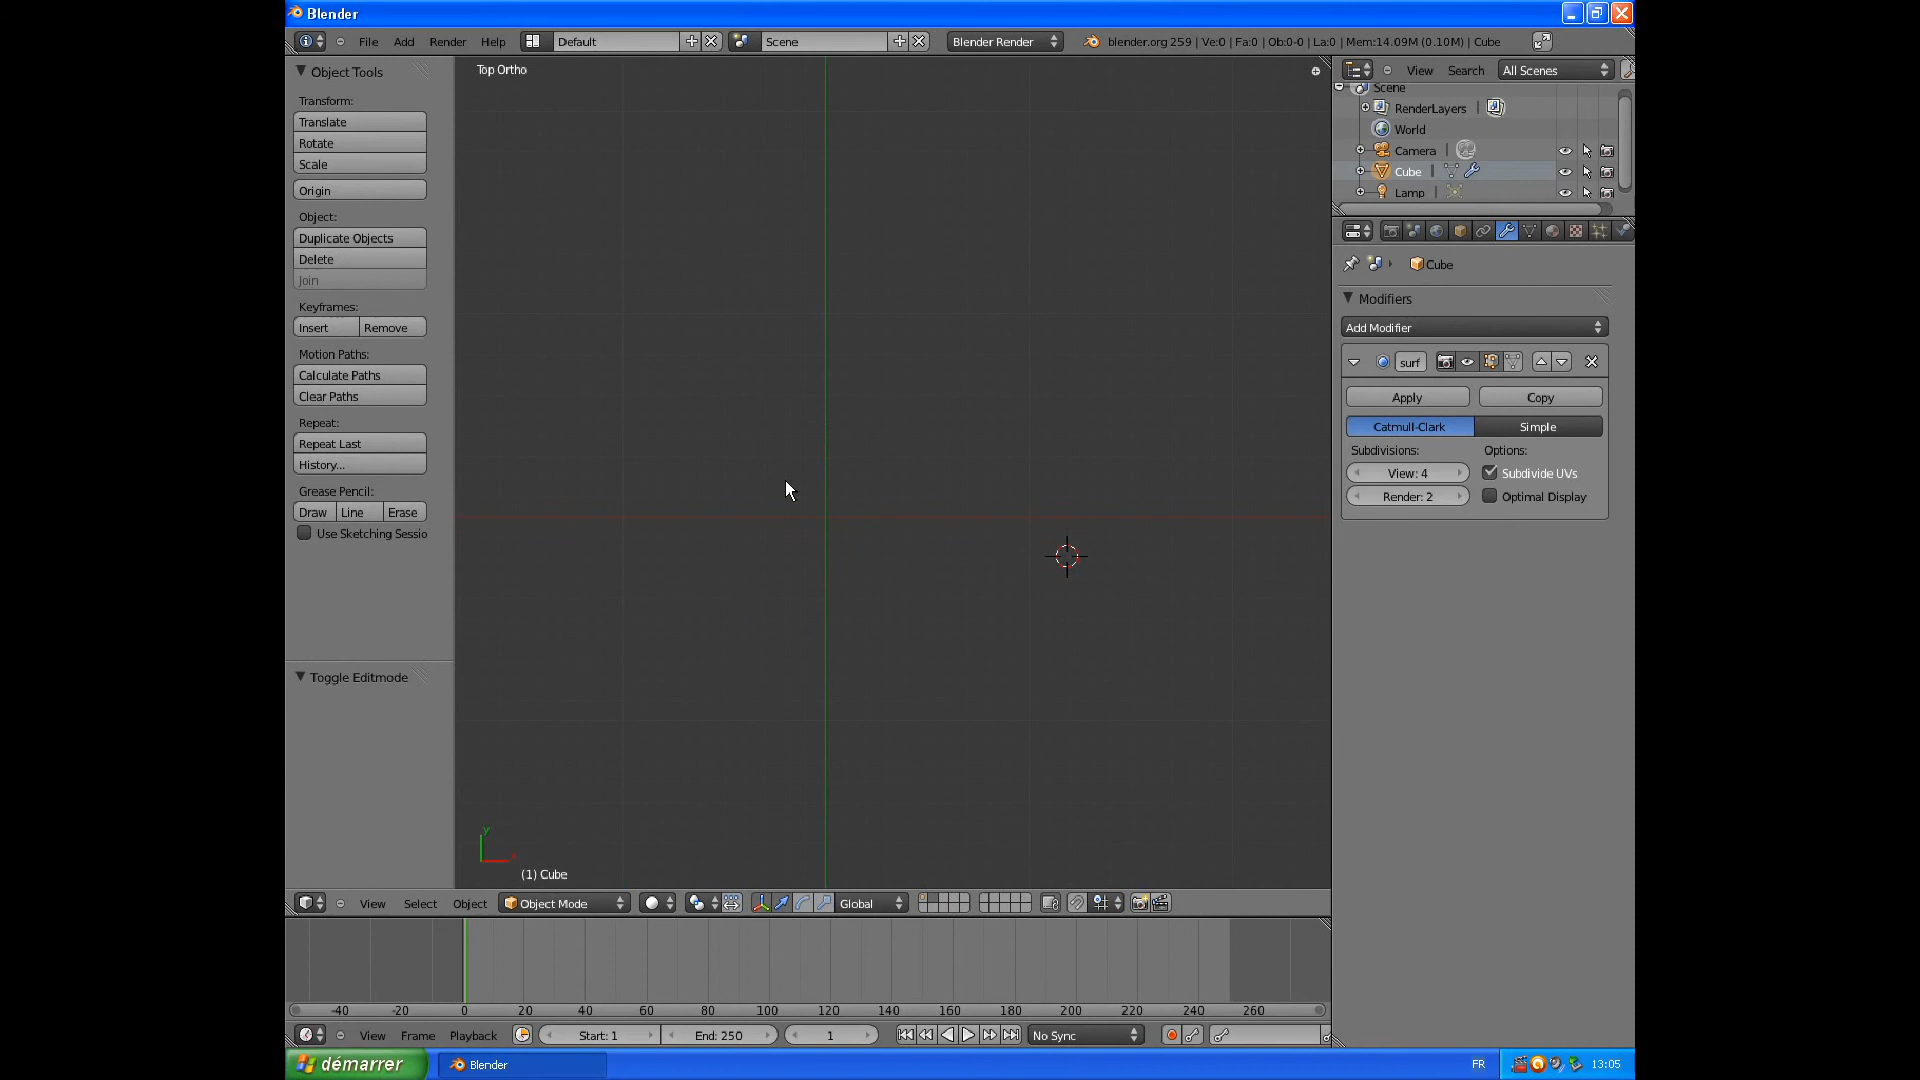 Blender
File Add Render Help Default Scene Blender Render blender.org 259 | Ve:0 | Fa:0 | Ob:0-0 | La:0 | Mem:14.09M (0.10M) | Cube
Object Tools
Transform:
Translate
Rotate
Scale
Origin
Object:
Duplicate Objects
Delete
Join
Keyframes:
Insert Remove
Motion Paths:
Calculate Paths
Clear Paths
Repeat:
Repeat Last
History...
Grease Pencil:
Draw Line Erase
Use Sketching Sessio
Toggle Editmode
Top Ortho
Y
(1) Cube
View Select Object Object Mode Global
-40 -20 0 20 40 60 80 100 120 140 160 180 200 220 240 260
View Frame Playback Start: 1 End: 250 1 No Sync
View Search All Scenes
Scene
RenderLayers
World
Camera
Cube
Lamp
Cube
Modifiers
Add Modifier
surf
Apply Copy
Catmull-Clark Simple
Subdivisions: Options:
View: 4 Subdivide UVs
Render: 2 Optimal Display
démarrer Blender FR 13:05